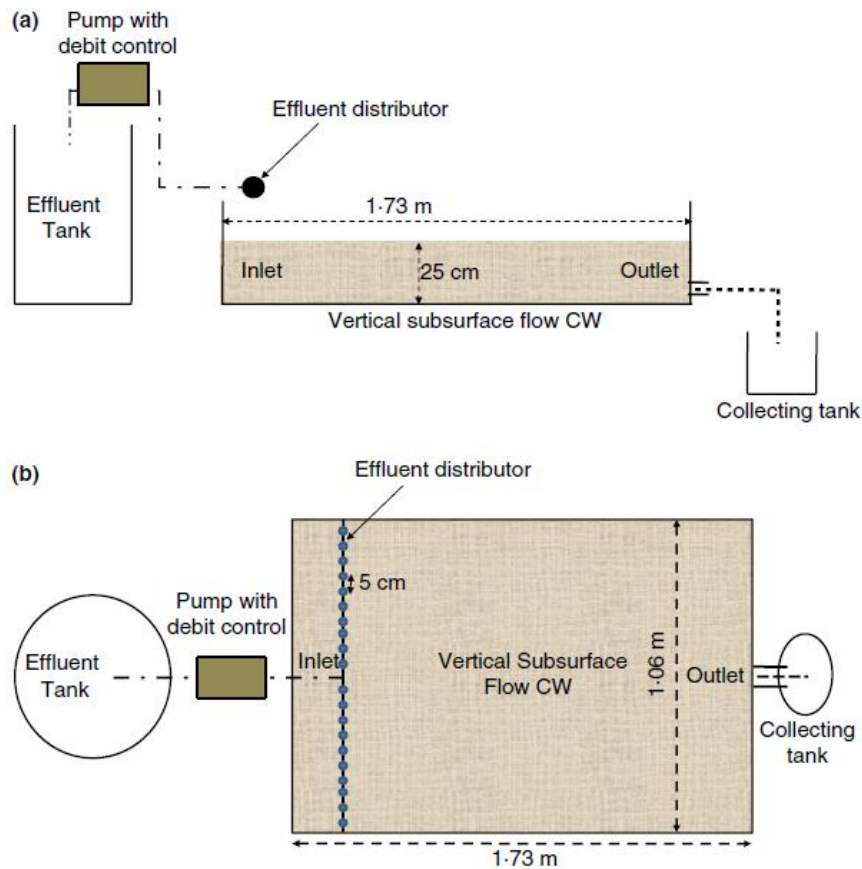 (a)
Pump with
debit control
Effluent distributor
Effluent
Tank
1·73 m
Inlet
25 cm
Outlet
Vertical subsurface flow CW
Collecting tank
(b)
Effluent distributor
5 cm
Pump with
debit control
Effluent
Tank
Inlet
Vertical Subsurface
Flow CW
1·06 m
Outlet
Collecting
tank
1·73 m